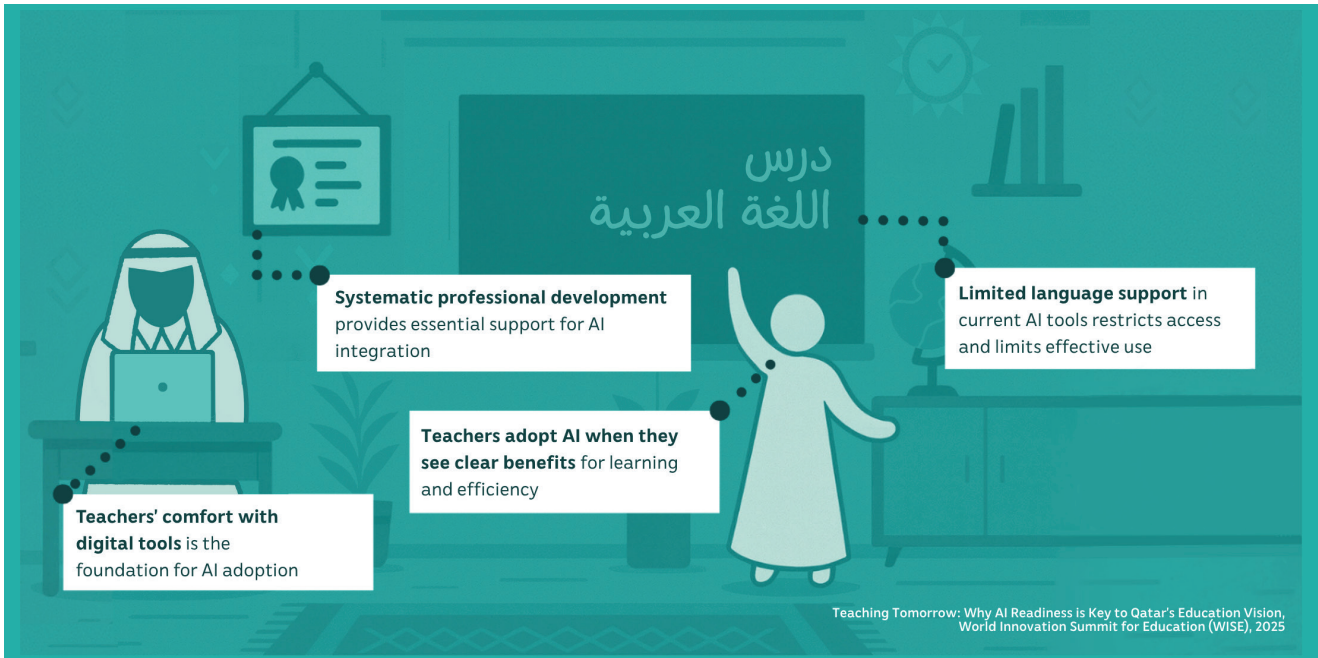 درس
اللغة العربية
Systematic professional development
provides essential support for AI
integration
Limited language support in
current AI tools restricts access
and limits effective use
Teachers adopt AI when they
see clear benefits for learning
and efficiency
Teachers' comfort with
digital tools is the
foundation for AI adoption
Teaching Tomorrow: Why AI Readiness is Key to Qatar's Education Vision,
World Innovation Summit for Education (WISE), 2025